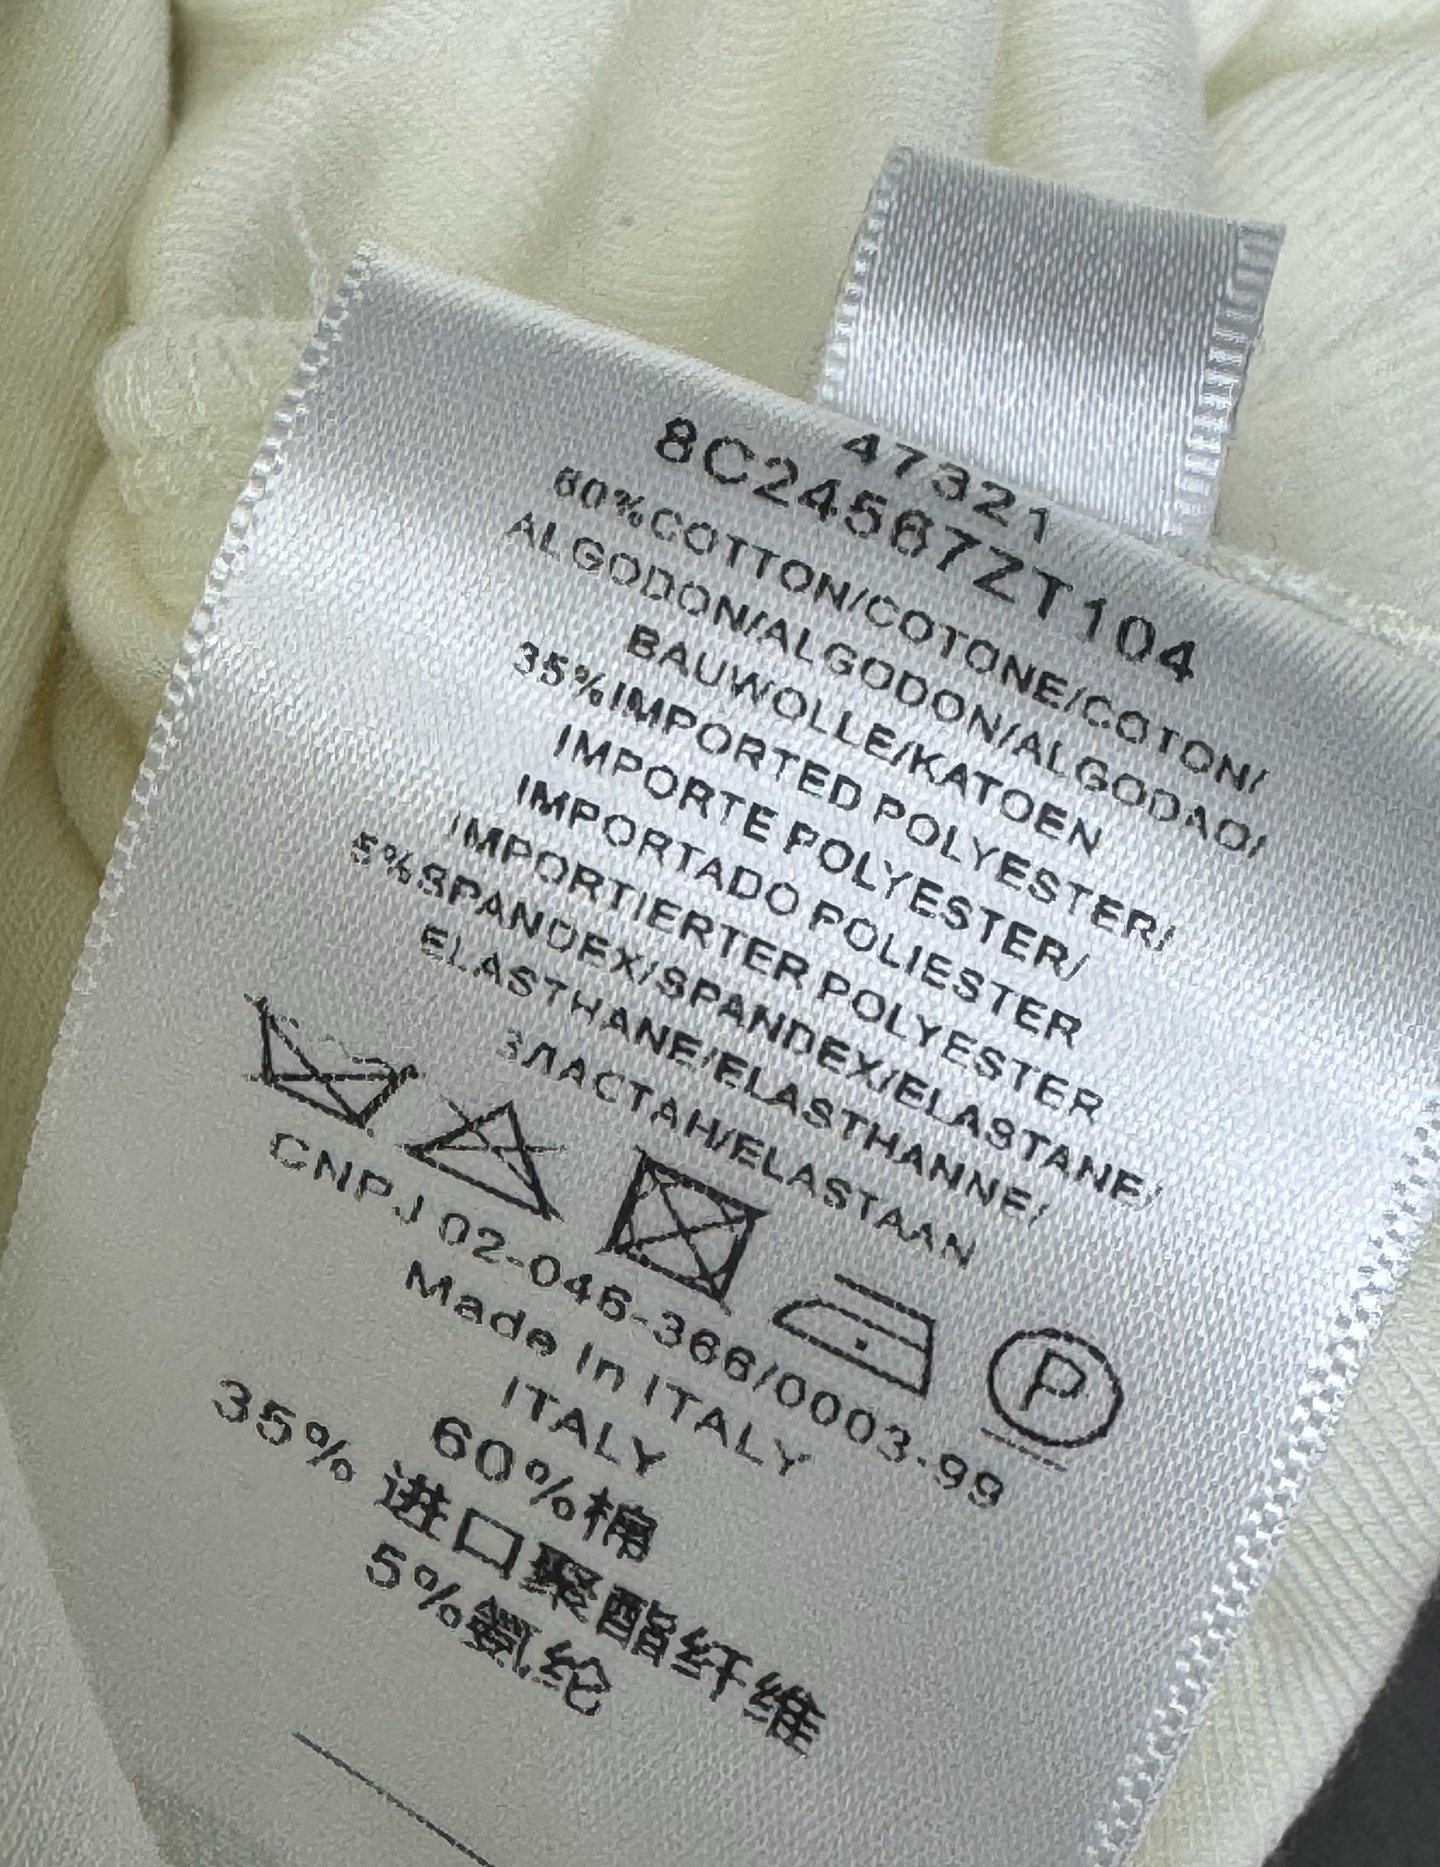 47321
8C24567ZT104
60%COTTON/COTONE/COTON/
ALGODON/ALGODON/ALGODAO/
BAUWOLLE/KATOEN
35%IMPORTED POLYESTER/
IMPORTE POLYESTER/
IMPORTADO POLIESTER
IMPORTIERTER POLYESTER
5%SPANDEX/SPANDEX/ELASTANE/
ELASTHANE/ELASTHANNE/
ЗЛАСТАН/ELASTAAN
P
CNPJ 02-046-366/0003-99
Made In ITALY
ITALY
60%棉
35% 进口聚酯纤维
5%氨纶